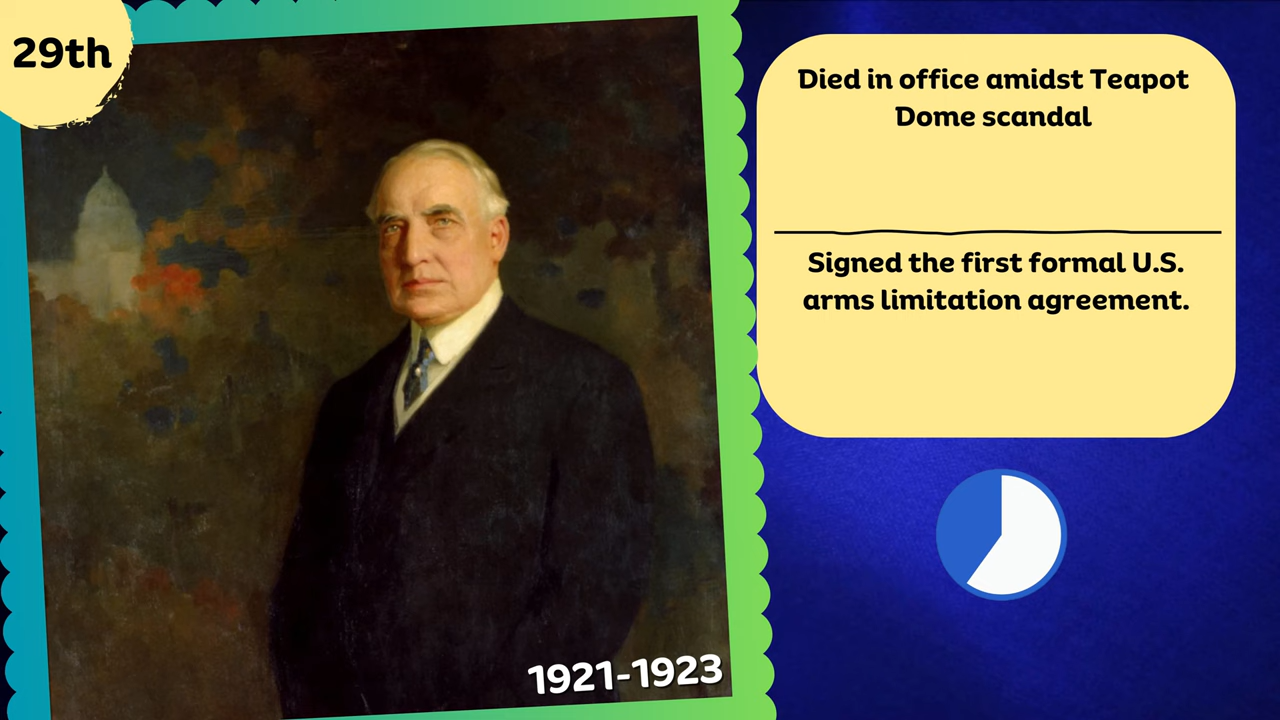 29th
Died in office amidst Teapot
Dome scandal
Signed the first formal U.S.
arms limitation agreement.
1921-1923